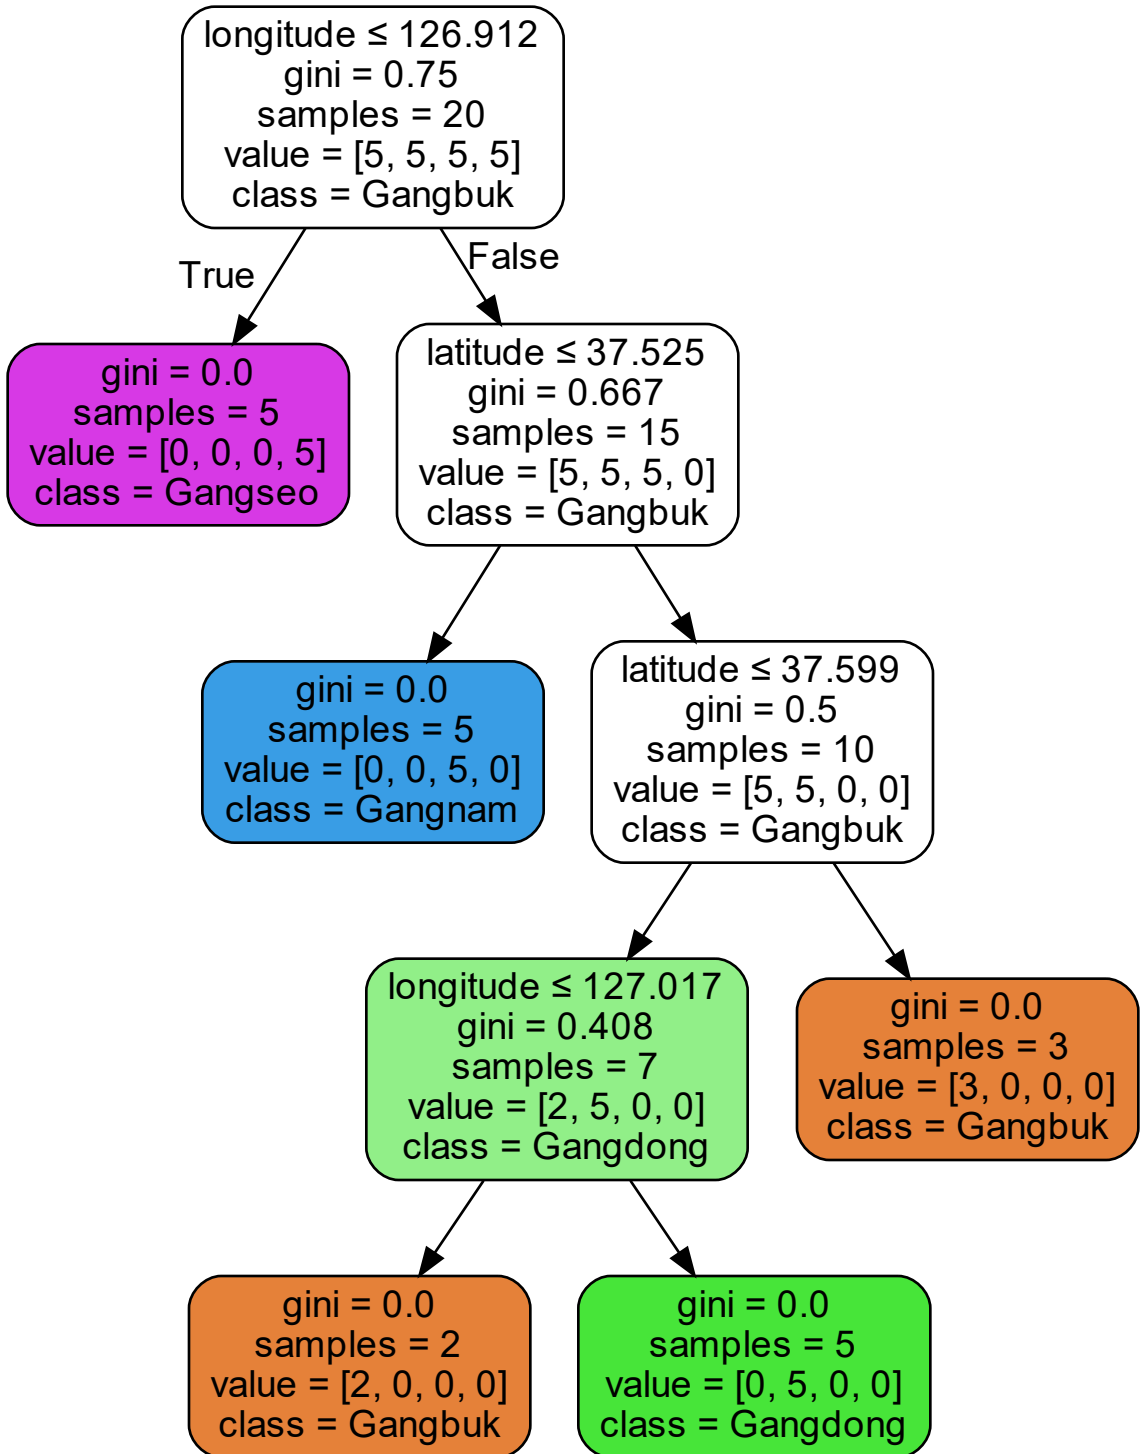 longitude ≤ 126.912
gini = 0.75
samples = 20
value = [5, 5, 5, 5]
class = Gangbuk
True
False
gini = 0.0
samples = 5
value = [0, 0, 0, 5]
class = Gangseo
latitude ≤ 37.525
gini = 0.667
samples = 15
value = [5, 5, 5, 0]
class = Gangbuk
gini = 0.0
samples = 5
value = [0, 0, 5, 0]
class = Gangnam
latitude ≤ 37.599
gini = 0.5
samples = 10
value = [5, 5, 0, 0]
class = Gangbuk
longitude ≤ 127.017
gini = 0.408
samples = 7
value = [2, 5, 0, 0]
class = Gangdong
gini = 0.0
samples = 3
value = [3, 0, 0, 0]
class = Gangbuk
gini = 0.0
samples = 2
value = [2, 0, 0, 0]
class = Gangbuk
gini = 0.0
samples = 5
value = [0, 5, 0, 0]
class = Gangdong